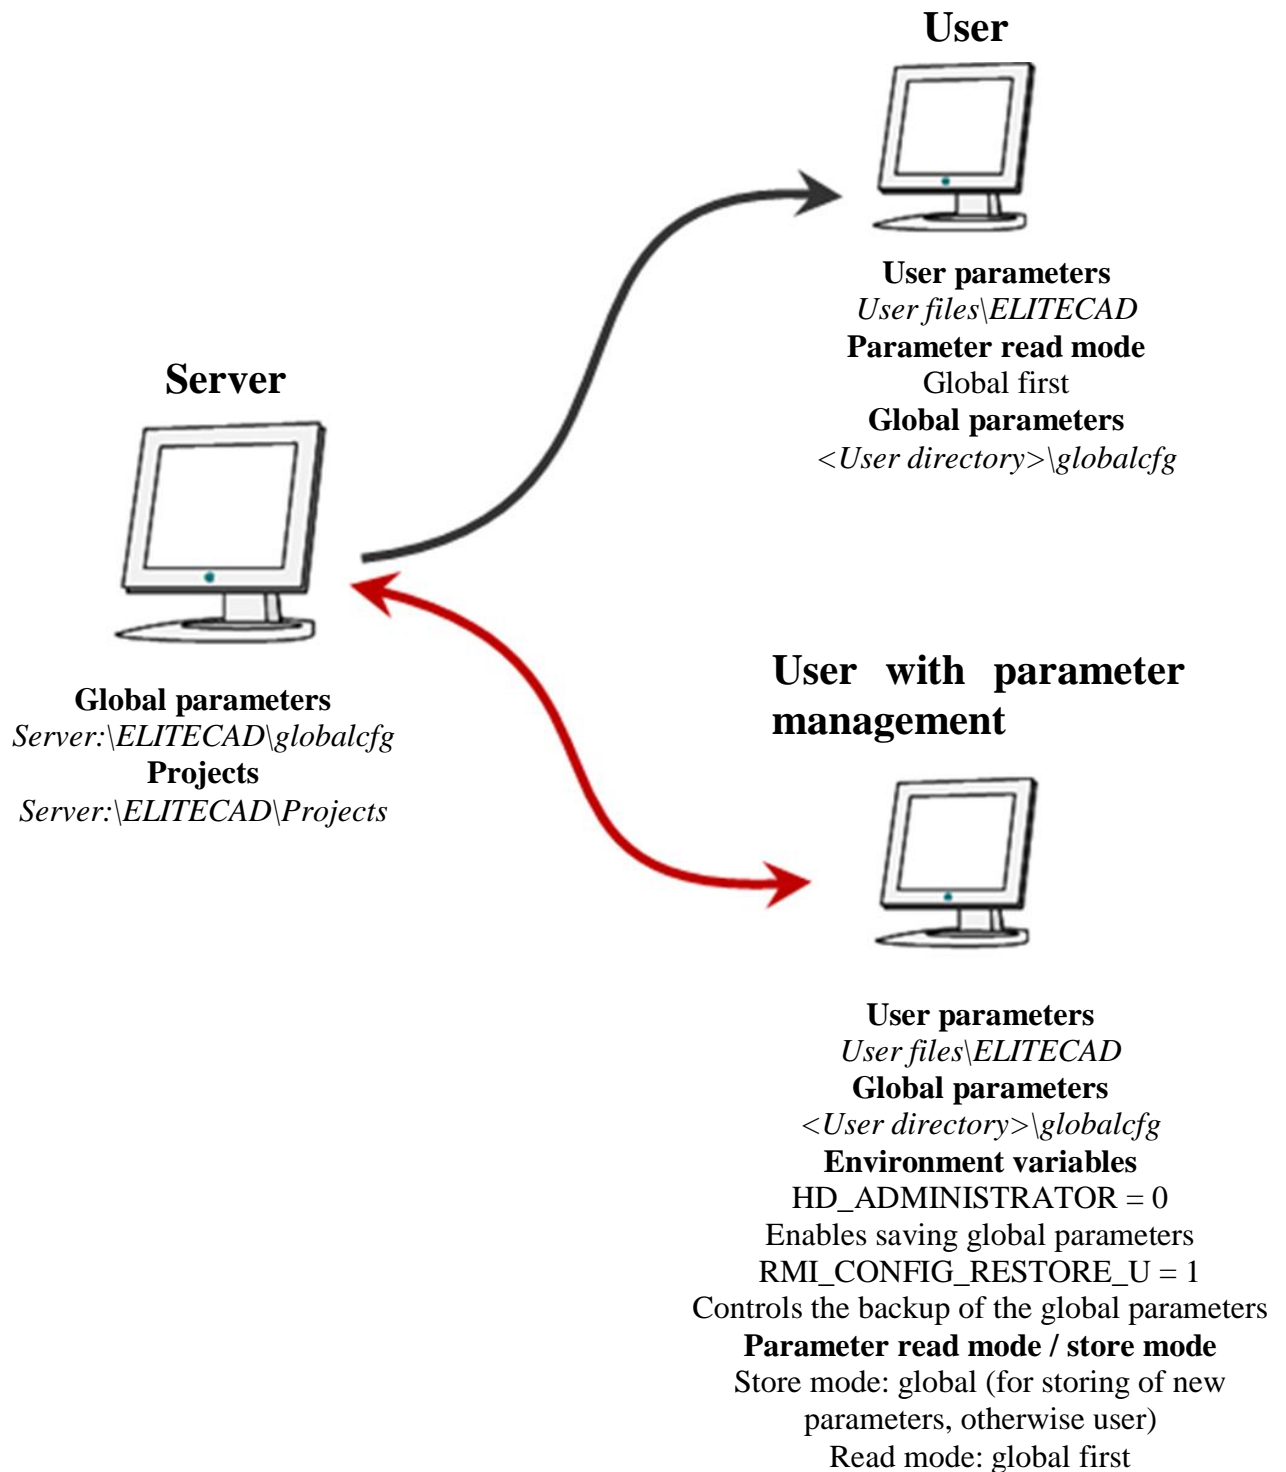 User
User parameters
User files\ELITECAD
Parameter read mode
Global first
Global parameters
<User directory>\globalcfg
Server
Global parameters
Server:\ELITECAD\globalcfg
Projects
Server:\ELITECAD\Projects
User with parameter
management
User parameters
User files\ELITECAD
Global parameters
<User directory>\globalcfg
Environment variables
HD_ADMINISTRATOR = 0
Enables saving global parameters
RMI_CONFIG_RESTORE_U = 1
Controls the backup of the global parameters
Parameter read mode / store mode
Store mode: global (for storing of new
parameters, otherwise user)
Read mode: global first